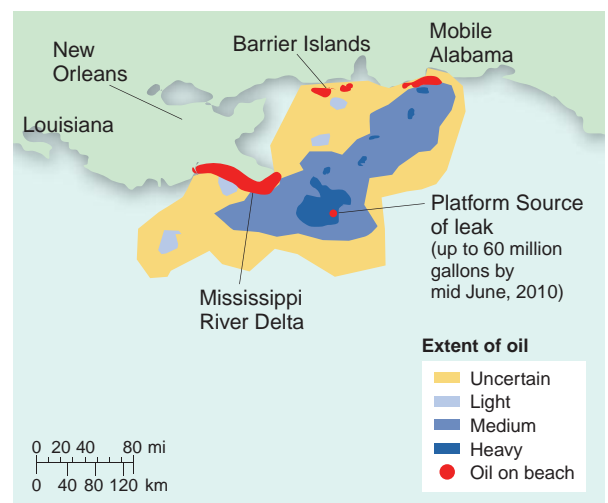 New
Orleans
Barrier Islands
Mobile
Alabama
Louisiana
Platform Source
of leak
(up to 60 million
gallons by
mid June, 2010)
Mississippi
River Delta
Extent of oil
Uncertain
Light
Medium
Heavy
Oil on beach
0 20 40 80 mi
0 40 80 120 km